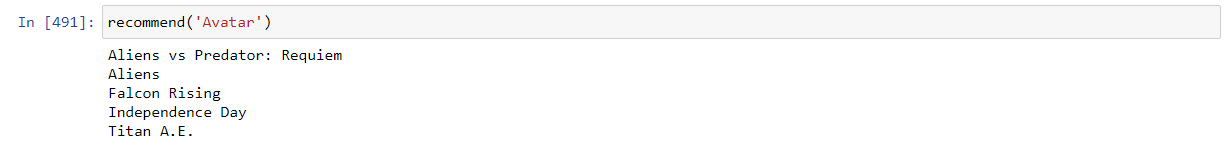 In [491]: recommend('Avatar')
Aliens vs Predator: Requiem
Aliens
Falcon Rising
Independence Day
Titan A.E.